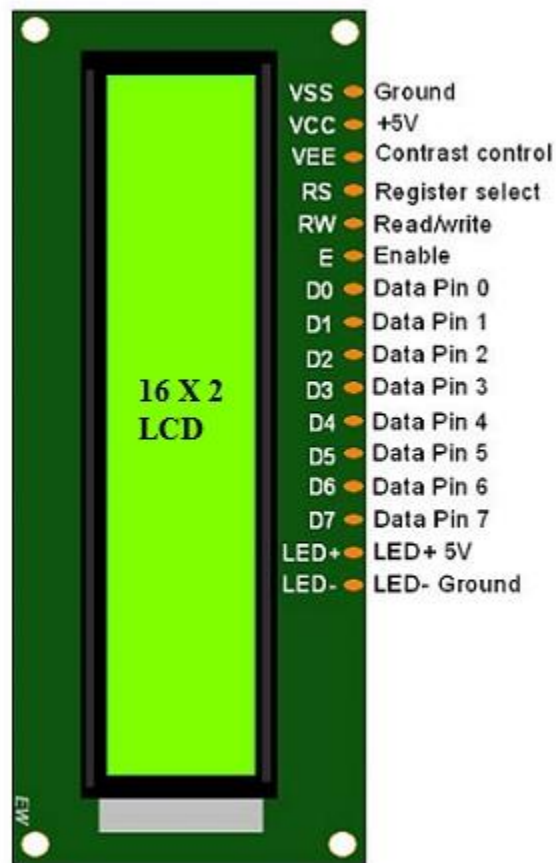 VSS Ground
VCC +5V
VEE Contrast control
RS Register select
RW Read/write
E Enable
D0 Data Pin 0
D1 Data Pin 1
D2 Data Pin 2
D3 Data Pin 3
D4 Data Pin 4
D5 Data Pin 5
D6 Data Pin 6
D7 Data Pin 7
LED+ LED+ 5V
LED- LED- Ground
16 X 2
LCD
EW